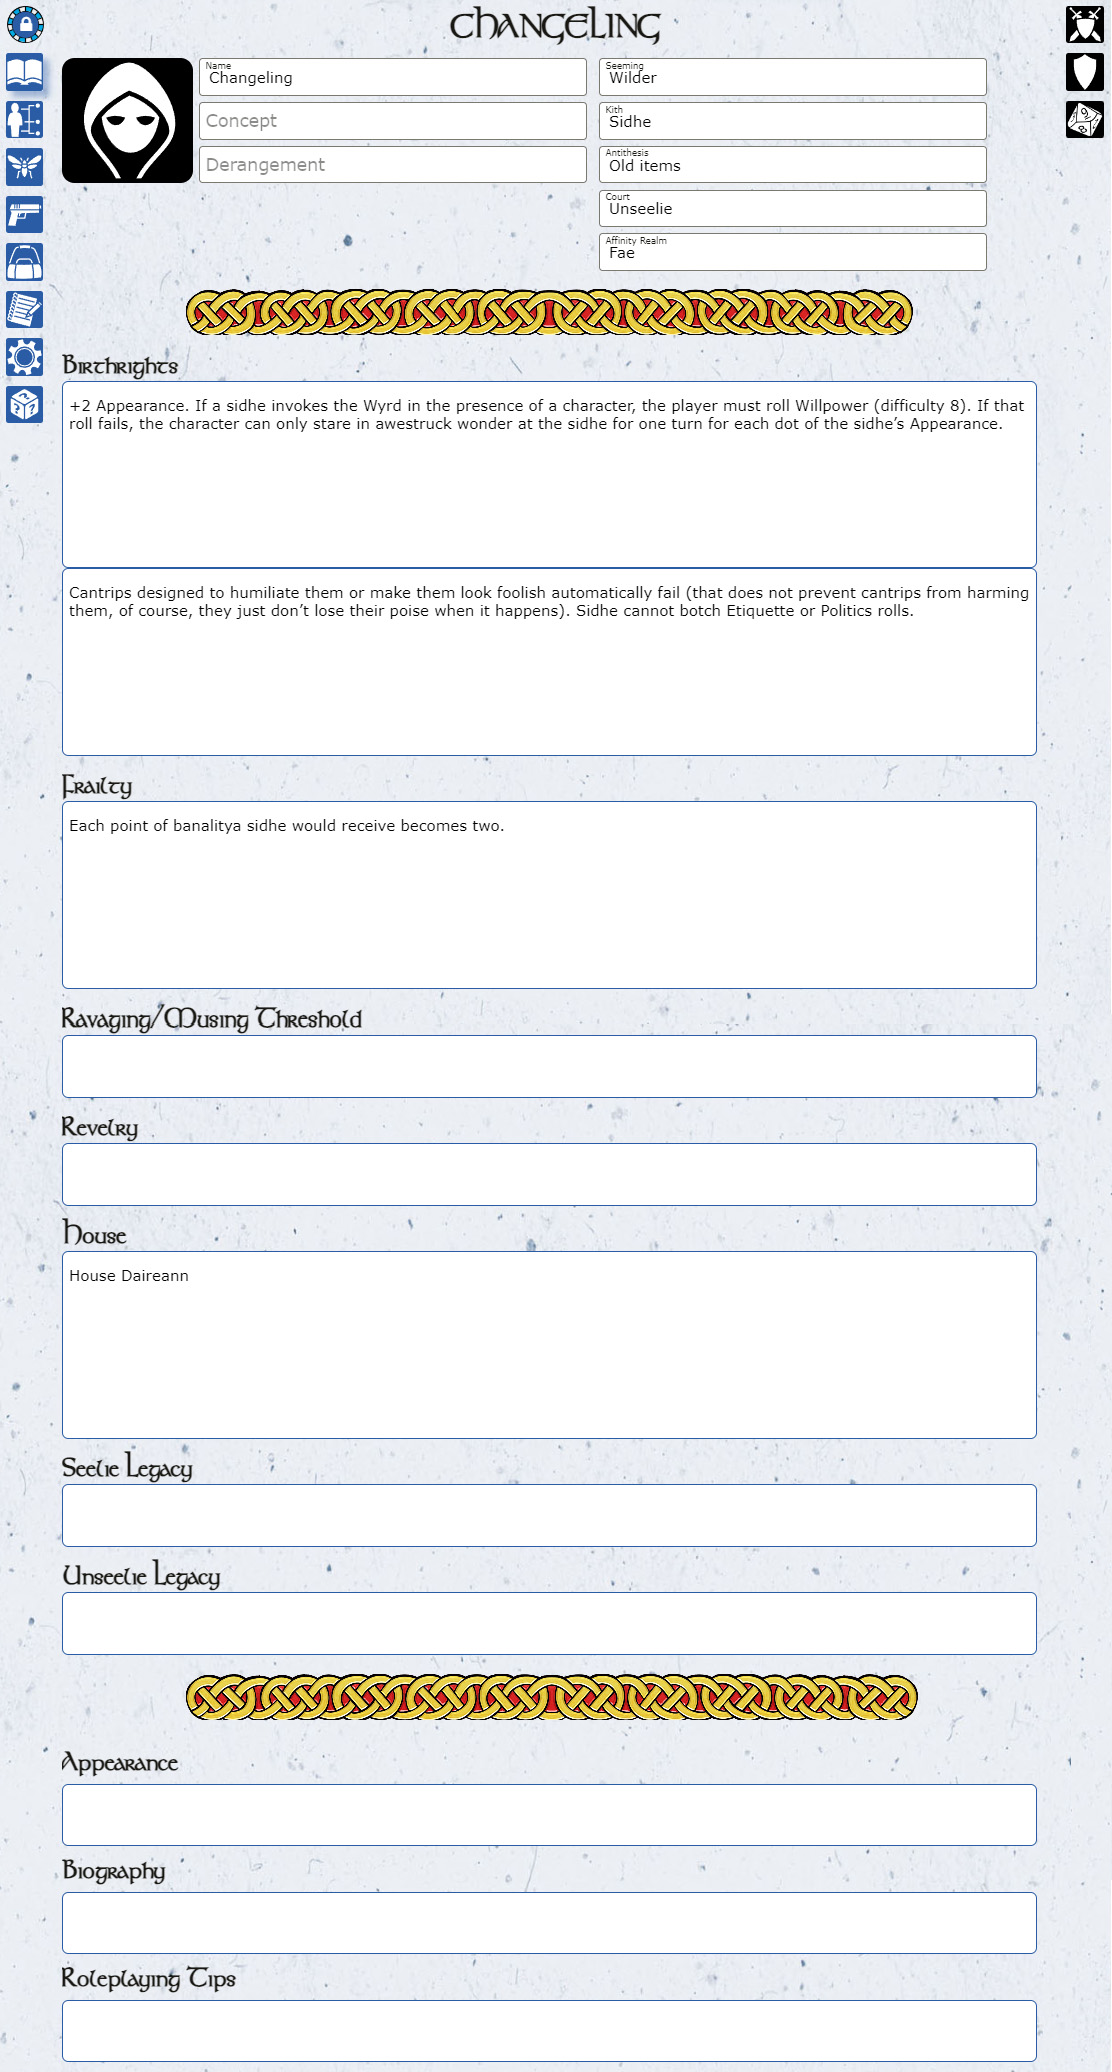 Changeling
Name
Changeling
Concept
Derangement
Seeming
Wilder
Kith
Sidhe
Antithesis
Old items
Court
Unseelie
Affinity Realm
Fae
Birthrights
+2 Appearance. If a sidhe invokes the Wyrd in the presence of a character, the player must roll Willpower (difficulty 8). If that
roll fails, the character can only stare in awestruck wonder at the sidhe for one turn for each dot of the sidhe’s Appearance.
Cantrips designed to humiliate them or make them look foolish automatically fail (that does not prevent cantrips from harming
them, of course, they just don’t lose their poise when it happens). Sidhe cannot botch Etiquette or Politics rolls.
Frailty
Each point of banalitya sidhe would receive becomes two.
Ravaging/Musing Threshold
Revelry
House
House Daireann
Seelie Legacy
Unseelie Legacy
Appearance
Biography
Roleplaying Tips